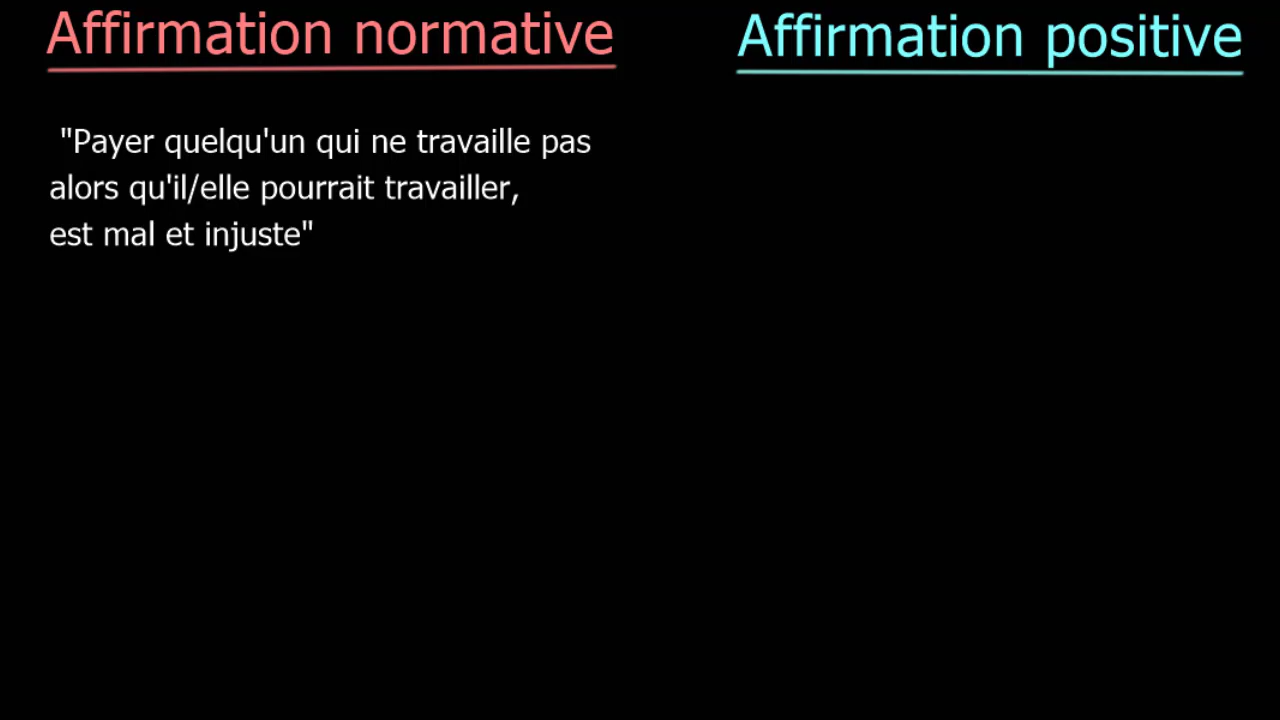 Affirmation normative
Affirmation positive
"Payer quelqu'un qui ne travaille pas
alors qu'il/elle pourrait travailler,
est mal et injuste"